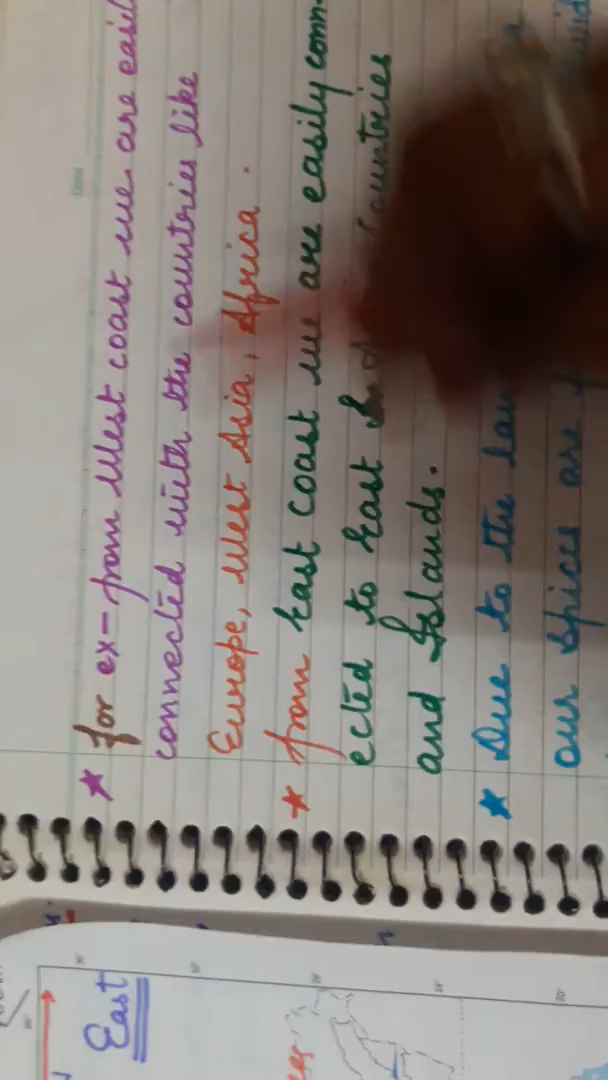 ★ for ex- from West coast we are easil
connected with the countries like
Europe, West Asia, Africa.
★ from East coast we are easily conn-
ected to East countries
and Islands.
★ Due to the
our spices are
East